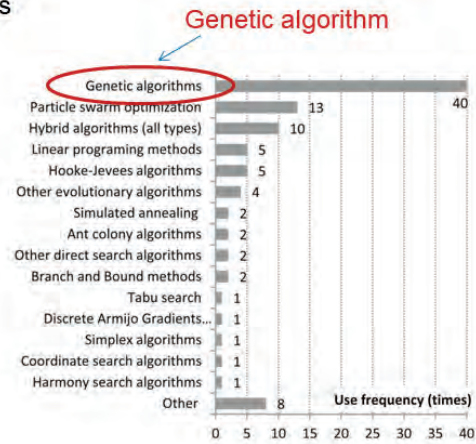 s
Genetic algorithm
Genetic algorithms 40
Particle swarm optimization 13
Hybrid algorithms (all types) 10
Linear programing methods 5
Hooke-Jevees algorithms 5
Other evolutionary algorithms 4
Simulated annealing 2
Ant colony algorithms 2
Other direct search algorithms 2
Branch and Bound methods 2
Tabu search 1
Discrete Armijo Gradients... 1
Simplex algorithms 1
Coordinate search algorithms 1
Harmony search algorithms 1
Other 8 Use frequency (times)
0 5 10 15 20 25 30 35 40